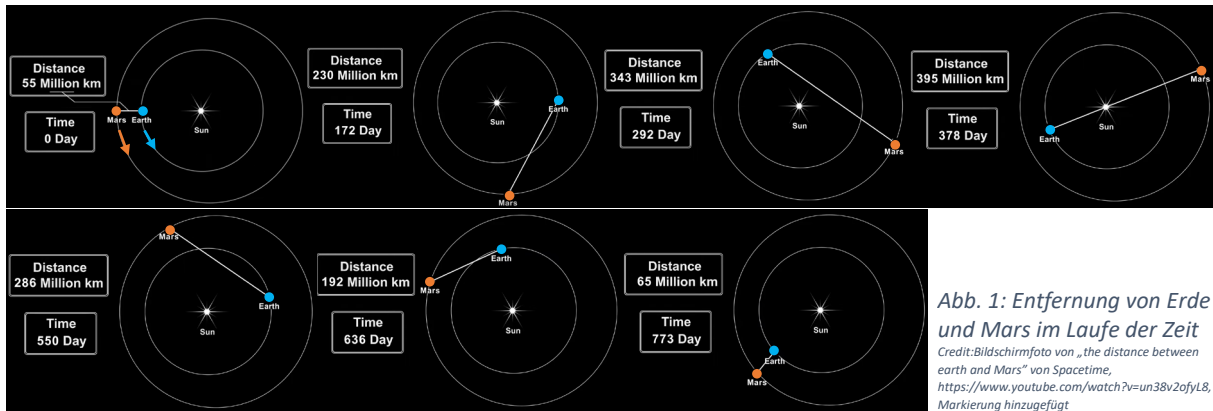 Distance
55 Million km
Time
0 Day
Mars
Earth
Sun
Distance
230 Million km
Time
172 Day
Earth
Sun
Mars
Distance
343 Million km
Time
292 Day
Earth
Sun
Mars
Distance
395 Million km
Time
378 Day
Mars
Sun
Earth
Distance
286 Million km
Time
550 Day
Mars
Earth
Sun
Distance
192 Million km
Time
636 Day
Earth
Mars
Sun
Distance
65 Million km
Time
773 Day
Sun
Earth
Mars
Abb. 1: Entfernung von Erde
und Mars im Laufe der Zeit
Credit:Bildschirmfoto von „the distance between
earth and Mars” von Spacetime,
https://www.youtube.com/watch?v=un38v2ofyL8,
Markierung hinzugefügt